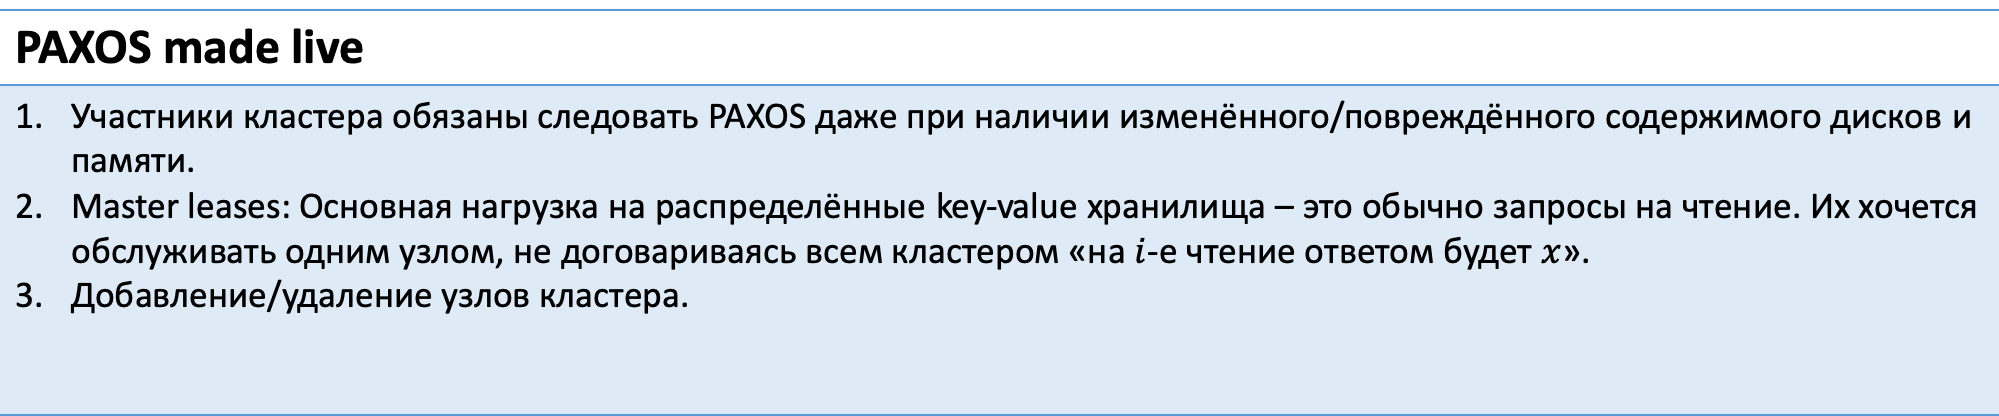 PAXOS made live
1. Участники кластера обязаны следовать PAXOS даже при наличии изменённого/повреждённого содержимого дисков и
памяти.
2. Master leases: Основная нагрузка на распределённые key-value хранилища – это обычно запросы на чтение. Их хочется
обслуживать одним узлом, не договариваясь всем кластером «на i-е чтение ответом будет x».
3. Добавление/удаление узлов кластера.